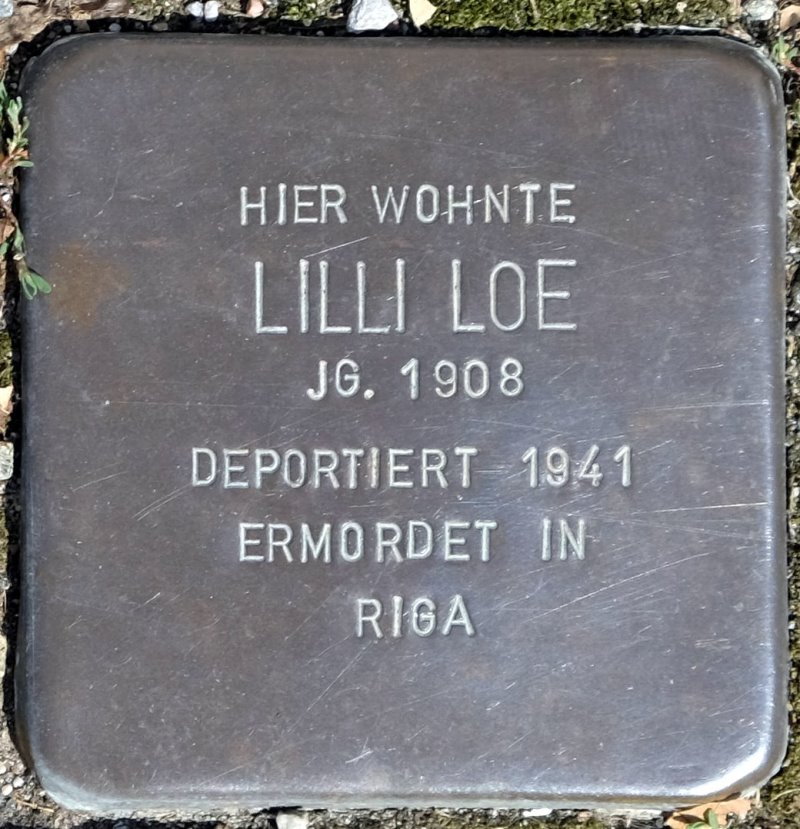 HIER WOHNTE
LILLI LOE
JG. 1908
DEPORTIERT 1941
ERMORDET IN
RIGA